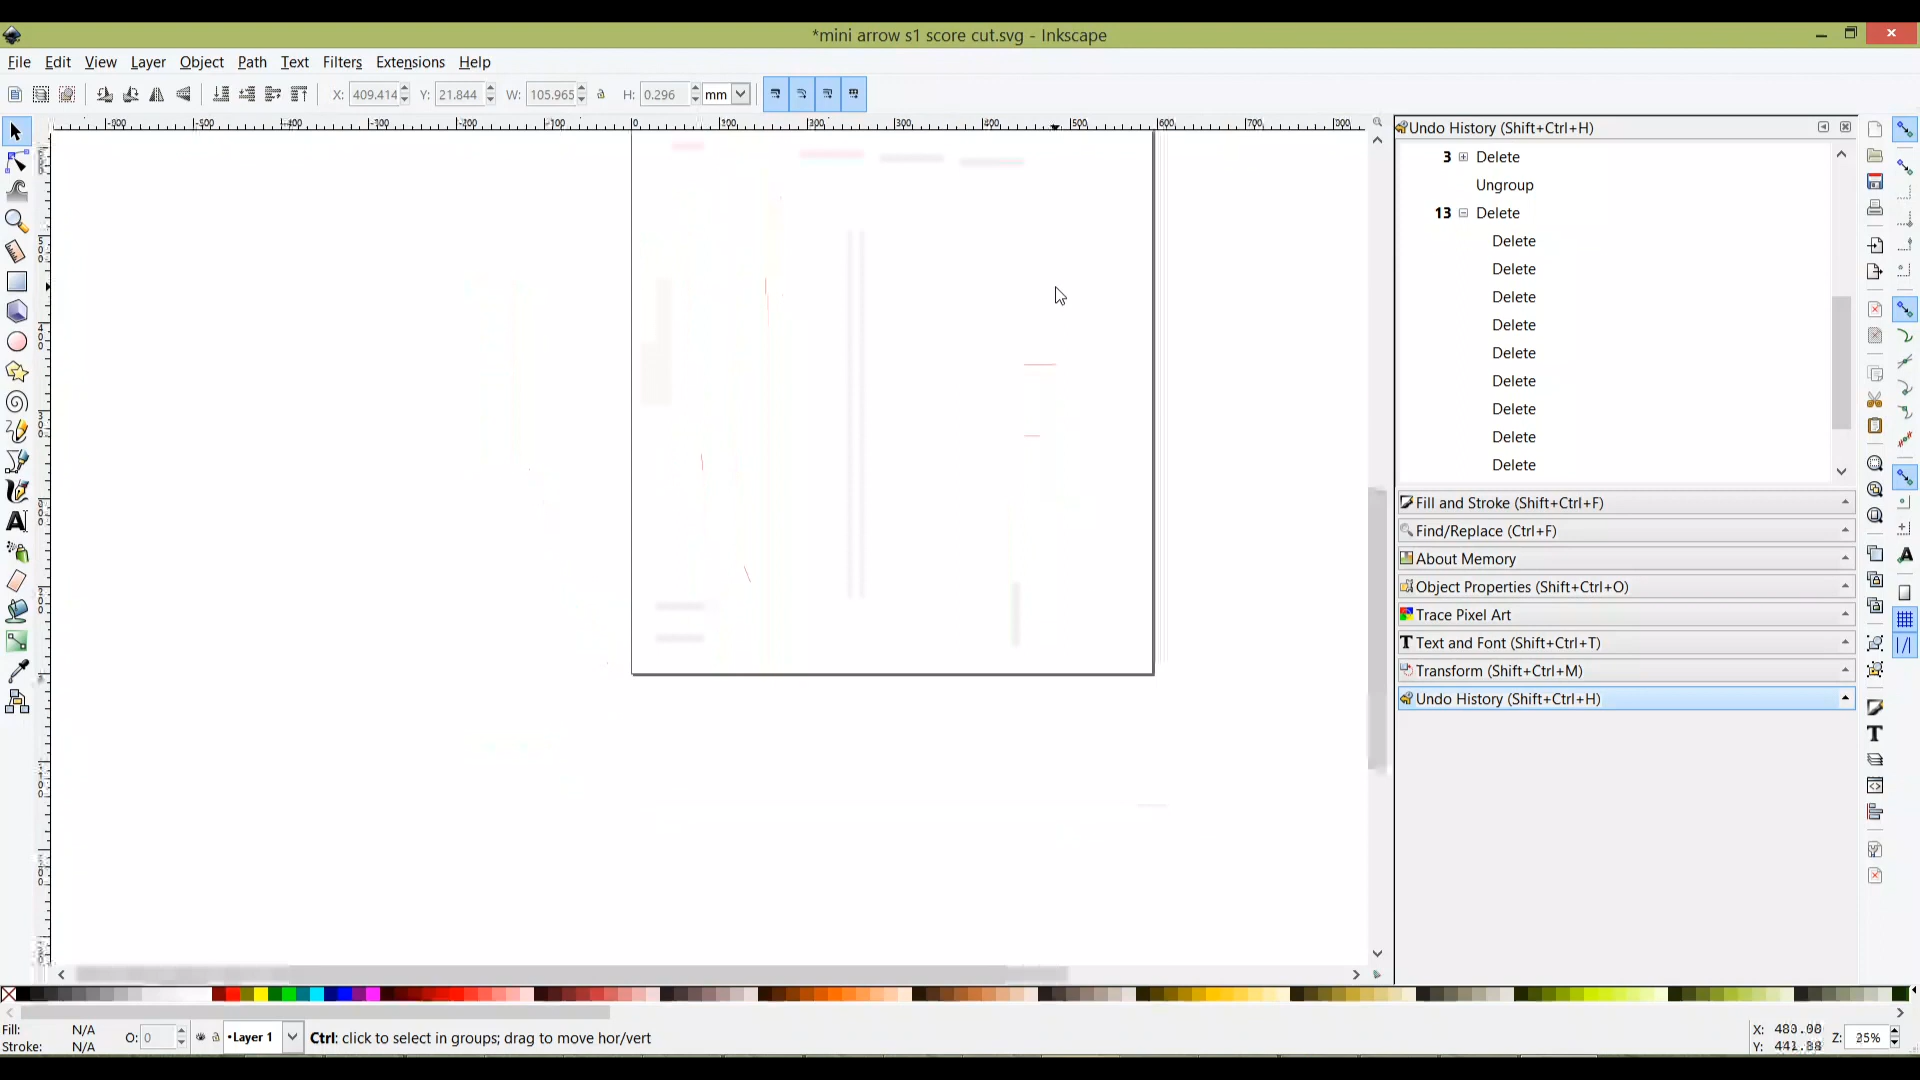 *mini arrow s1 score cut.svg - Inkscape
File Edit View Layer Object Path Text Filters Extensions Help
X: 409.414 Y: 21.844 W: 105.965 H: 0.296 mm
Undo History (Shift+Ctrl+H)
3 Delete
Ungroup
13 Delete
Delete
Delete
Delete
Delete
Delete
Delete
Delete
Delete
Delete
Fill and Stroke (Shift+Ctrl+F)
Find/Replace (Ctrl+F)
About Memory
Object Properties (Shift+Ctrl+O)
Trace Pixel Art
Text and Font (Shift+Ctrl+T)
Transform (Shift+Ctrl+M)
Undo History (Shift+Ctrl+H)
Fill: N/A
Stroke: N/A
O: 0
•Layer 1
Ctrl: click to select in groups; drag to move hor/vert
X:
Y:
Z: 25%